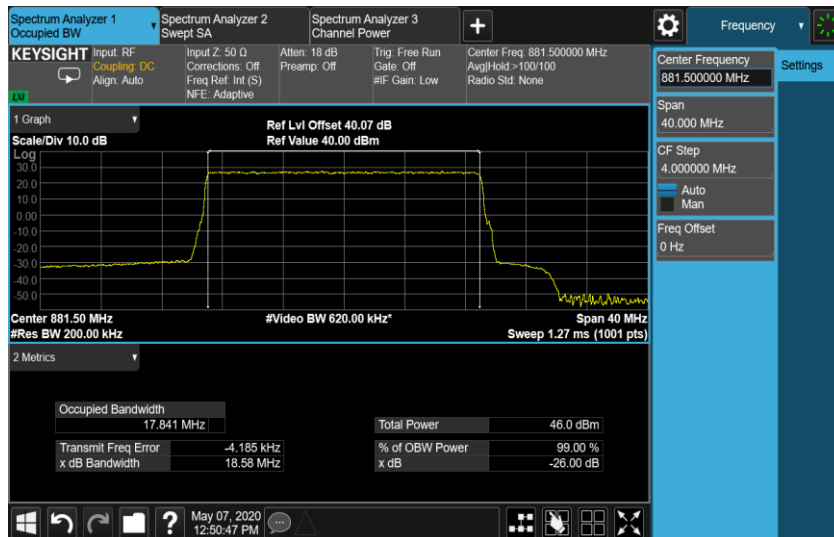 Spectrum Analyzer 1
Occupied BW
Spectrum Analyzer 2
Swept SA
Spectrum Analyzer 3
Channel Power
Frequency
KEYSIGHT
Input: RF
Coupling: DC
Align: Auto
Input Z: 50 Ω
Corrections: Off
Freq Ref: Int (S)
NFE: Adaptive
Atten: 18 dB
Preamp: Off
Trig: Free Run
Gate: Off
#IF Gain: Low
Center Freq: 881.500000 MHz
Avg|Hold:>100/100
Radio Std: None
LXI
1 Graph
Scale/Div 10.0 dB
Ref Lvl Offset 40.07 dB
Ref Value 40.00 dBm
Log
30.0
20.0
10.0
0.00
-10.0
-20.0
-30.0
-40.0
-50.0
Center 881.50 MHz
#Res BW 200.00 kHz
#Video BW 620.00 kHz*
Span 40 MHz
Sweep 1.27 ms (1001 pts)
2 Metrics
Occupied Bandwidth
17.841 MHz
Transmit Freq Error -4.185 kHz
x dB Bandwidth 18.58 MHz
Total Power 46.0 dBm
% of OBW Power 99.00 %
x dB -26.00 dB
May 07, 2020
12:50:47 PM
Center Frequency
881.500000 MHz
Settings
Span
40.000 MHz
CF Step
4.000000 MHz
Auto
Man
Freq Offset
0 Hz